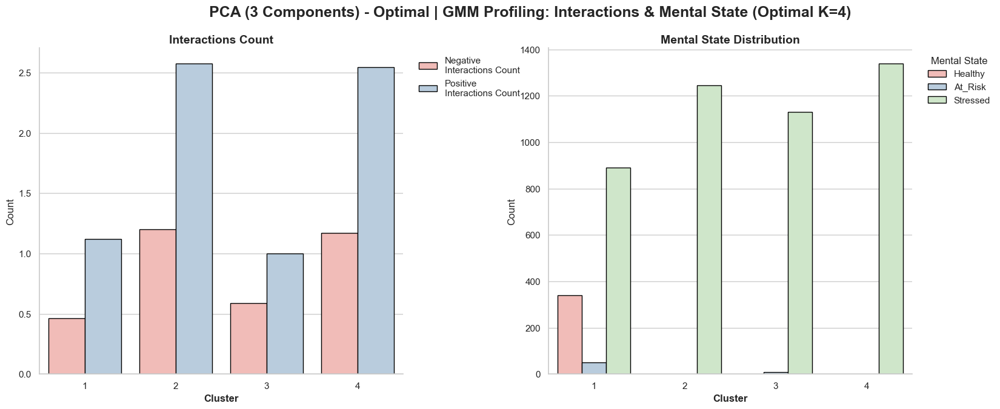 PCA (3 Components) - Optimal | GMM Profiling: Interactions & Mental State (Optimal K=4)
Interactions Count
Count
2.5
2.0
1.5
1.0
0.5
0.0
1 2 3 4
Cluster
Negative
Interactions Count
Positive
Interactions Count
Mental State Distribution
Count
1400
1200
1000
800
600
400
200
0
1 2 3 4
Cluster
Mental State
Healthy
At_Risk
Stressed